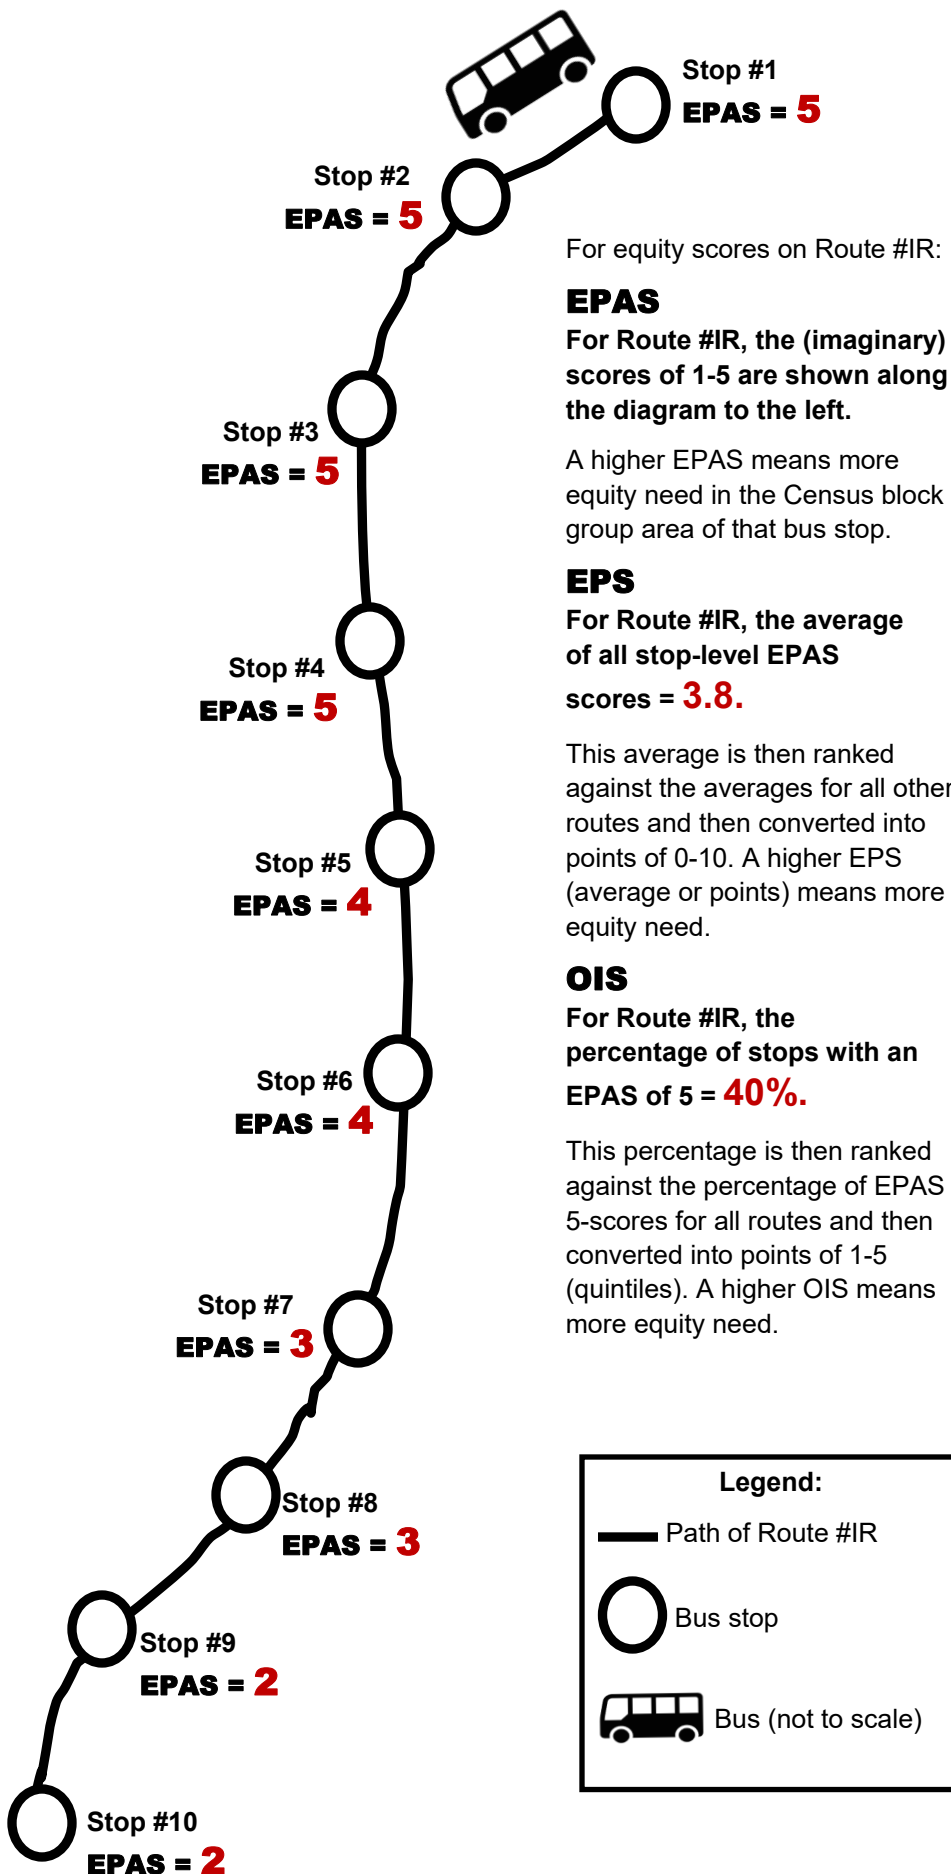 Stop #1
EPAS = 5
Stop #2
EPAS = 5
For equity scores on Route #IR:
EPAS
For Route #IR, the (imaginary)
scores of 1-5 are shown along
the diagram to the left.
Stop #3
EPAS = 5
A higher EPAS means more
equity need in the Census block
group area of that bus stop.
EPS
For Route #IR, the average
of all stop-level EPAS
scores = 3.8.
Stop #4
EPAS = 5
This average is then ranked
against the averages for all other
routes and then converted into
points of 0-10. A higher EPS
(average or points) means more
equity need.
Stop #5
EPAS = 4
OIS
For Route #IR, the
percentage of stops with an
EPAS of 5 = 40%.
Stop #6
EPAS = 4
This percentage is then ranked
against the percentage of EPAS
5-scores for all routes and then
converted into points of 1-5
(quintiles). A higher OIS means
more equity need.
Stop #7
EPAS = 3
Stop #8
EPAS = 3
Stop #9
EPAS = 2
Stop #10
EPAS = 2
Legend:
Path of Route #IR
Bus stop
Bus (not to scale)